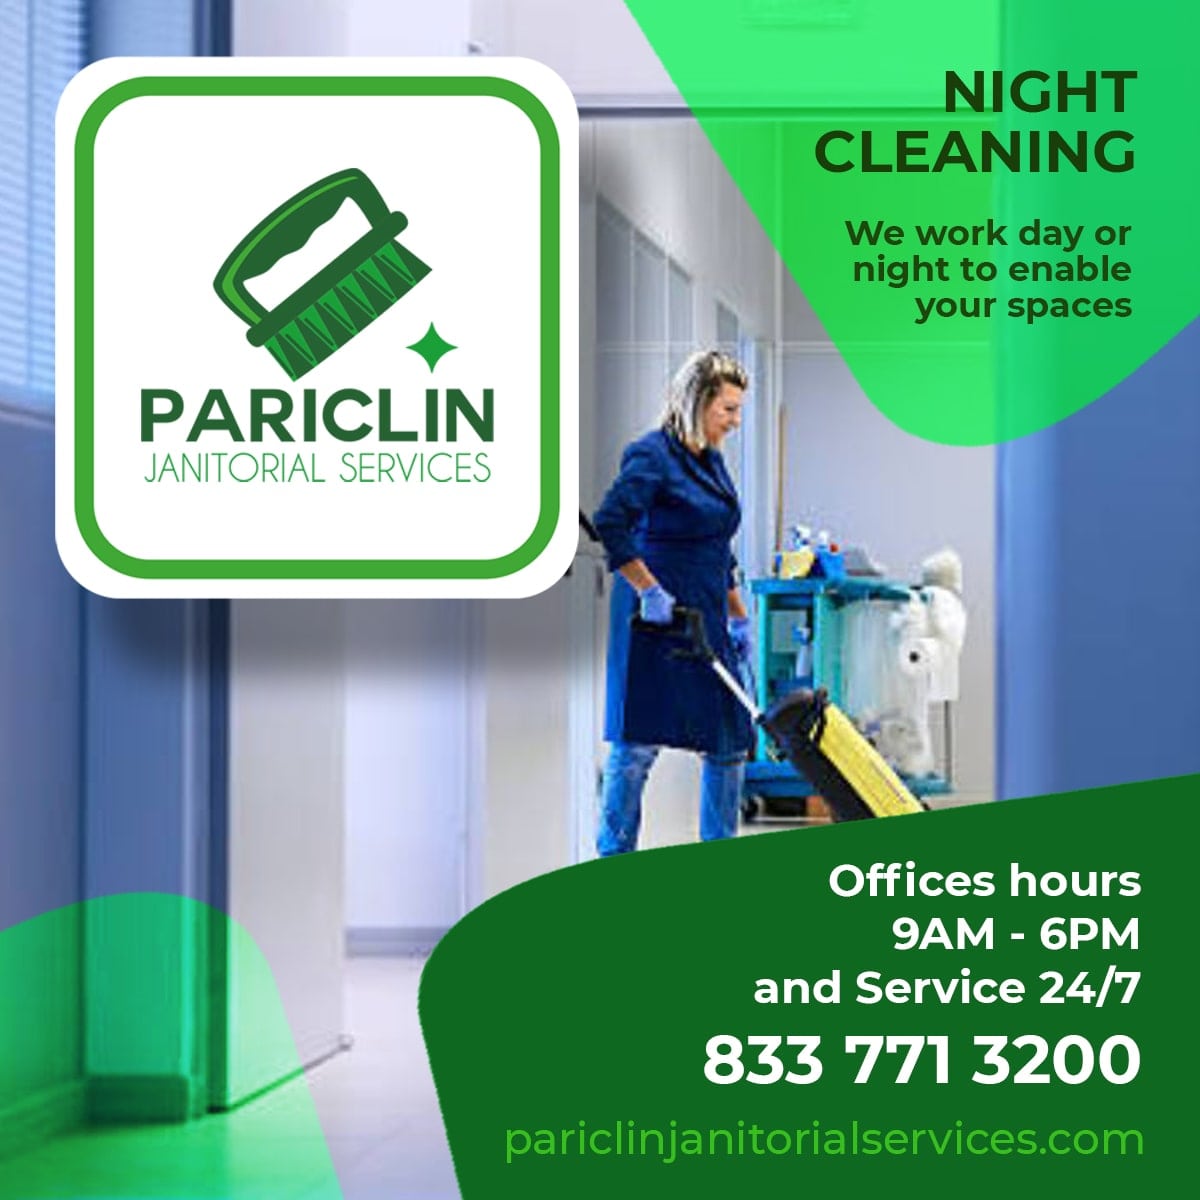 PARICLIN
JANITORIAL SERVICES
NIGHT
CLEANING
We work day or
night to enable
your spaces
Offices hours
9AM - 6PM
and Service 24/7
833 771 3200
pariclinjanitorialservices.com